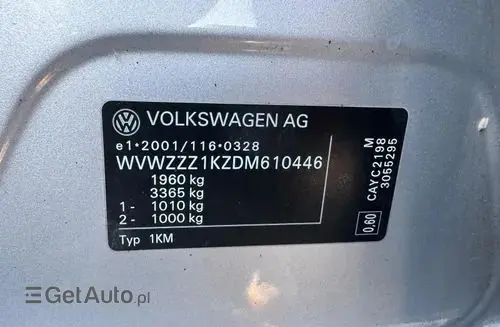 VOLKSWAGEN AG
e1*2001/116*0328
WVWZZZ1KZDM610446
1960 kg
3365 kg
1- 1010 kg
2- 1000 kg
Typ 1KM
M
CAYC2198
3055295
0,60
GetAuto.pl